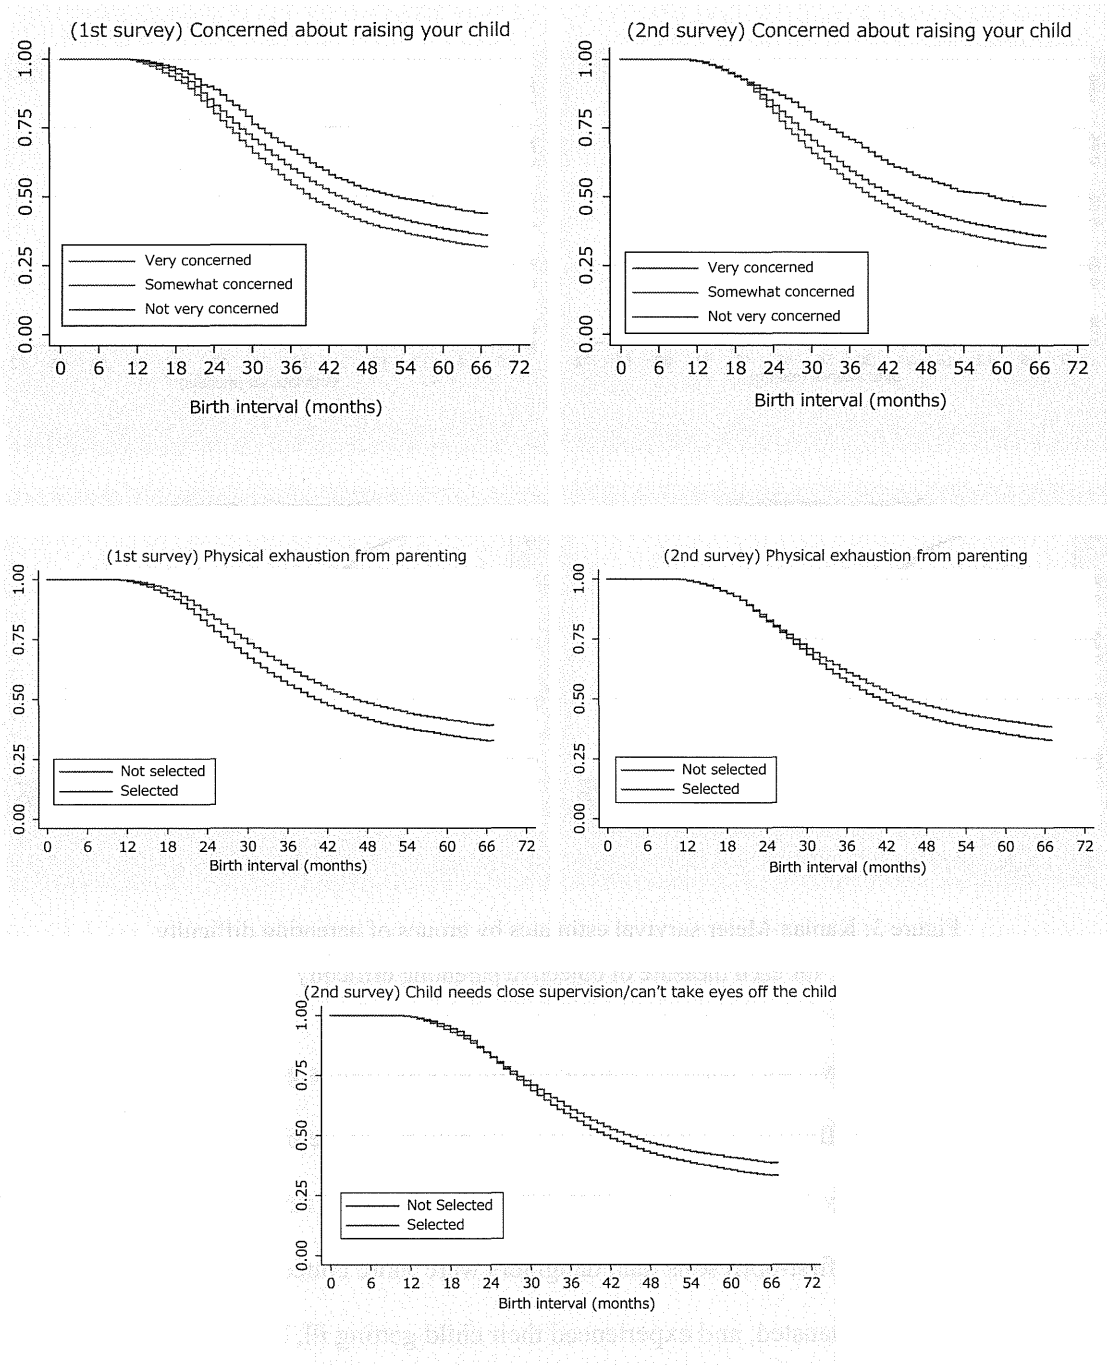 (1st survey) Concerned about raising your child
1.00
0.75
0.50
0.25
0.00
Very concerned
Somewhat concerned
Not very concerned
0 6 12 18 24 30 36 42 48 54 60 66 72
Birth interval (months)
(2nd survey) Concerned about raising your child
1.00
0.75
0.50
0.25
0.00
Very concerned
Somewhat concerned
Not very concerned
0 6 12 18 24 30 36 42 48 54 60 66 72
Birth interval (months)
(1st survey) Physical exhaustion from parenting
1.00
0.75
0.50
0.25
0.00
Not selected
Selected
0 6 12 18 24 30 36 42 48 54 60 66 72
Birth interval (months)
(2nd survey) Physical exhaustion from parenting
1.00
0.75
0.50
0.25
0.00
Not selected
Selected
0 6 12 18 24 30 36 42 48 54 60 66 72
Birth interval (months)
(2nd survey) Child needs close supervision/can't take eyes off the child
1.00
0.75
0.50
0.25
0.00
Not Selected
Selected
0 6 12 18 24 30 36 42 48 54 60 66 72
Birth interval (months)